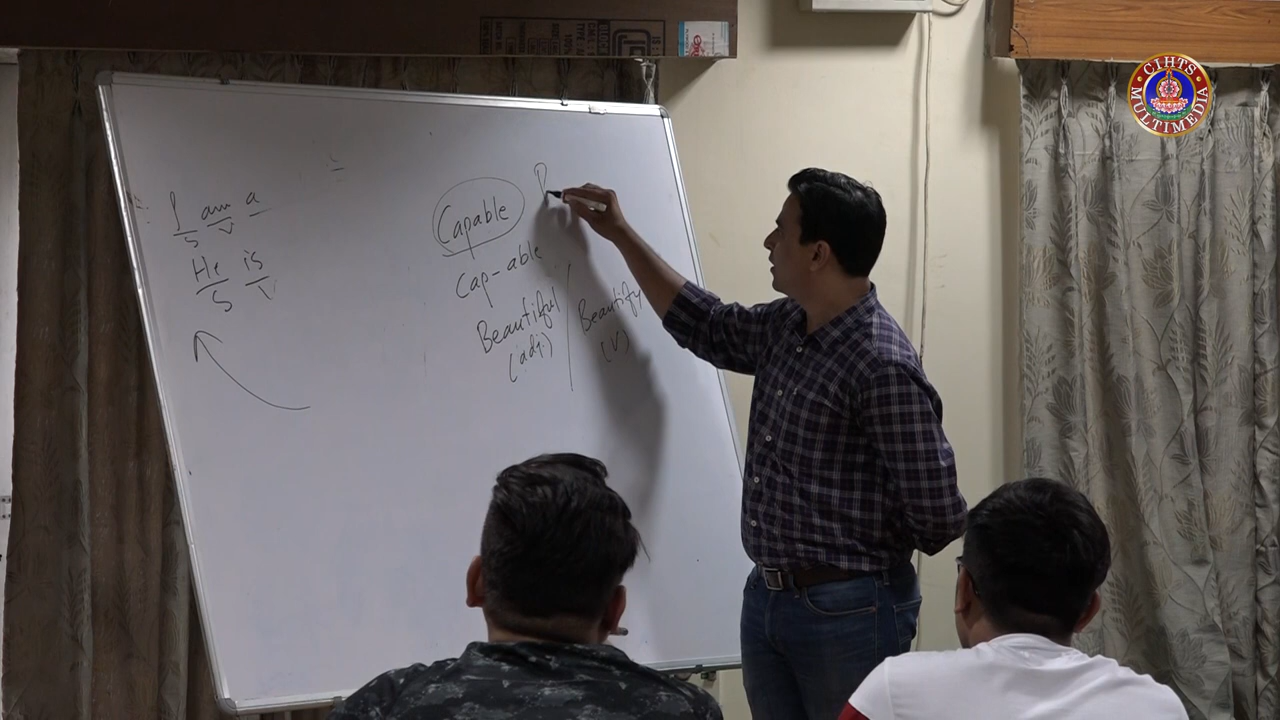 I am a
S V
He is
S V
Capable
Cap-able
Beautiful / Beautify
(adj) (V)
CIHTS
MULTIMEDIA